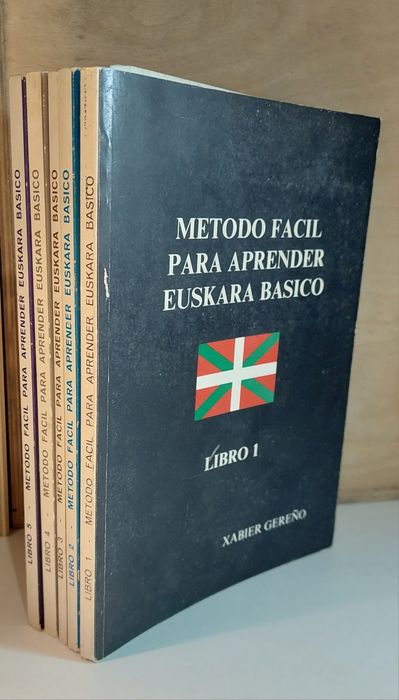 METODO FACIL
PARA APRENDER
EUSKARA BASICO
LIBRO 1
XABIER GEREÑO
LIBRO 5 - METODO FACIL PARA APRENDER EUSKARA BASICO
LIBRO 4 - METODO FACIL PARA APRENDER EUSKARA BASICO
LIBRO 3 - METODO FACIL PARA APRENDER EUSKARA BASICO
LIBRO 2 - METODO FACIL PARA APRENDER EUSKARA BASICO
LIBRO 1 - METODO FACIL PARA APRENDER EUSKARA BASICO